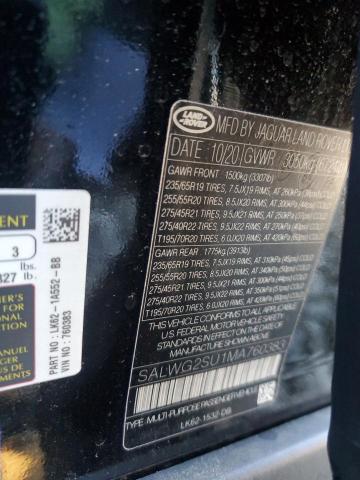 LAND-
ROVER
MFD BY JAGUAR LAND ROVER
DATE: 10/20 GVWR 3050kg
GAWR FRONT 1500kg (3307lb)
235/65R19 TIRES, 7.5JX19 RIMS, AT 260kPa
255/55R20 TIRES, 8.5JX20 RIMS, AT
275/45R21 TIRES, 9.5JX21 RIMS, AT 250kPa
275/40R22 TIRES, 9.5JX22 RIMS, AT 270kPa
T195/70R20 TIRES, 6.0JX20 RIMS, AT 420kPa
GAWR REAR 1775kg (3913lb)
235/65R19 TIRES, 7.5JX19 RIMS, AT
255/55R20 TIRES, 8.5JX20 RIMS, AT 340kPa
275/45R21 TIRES, 9.5JX21 RIMS, AT
275/40R22 TIRES, 9.5JX22 RIMS, AT 350kPa
T195/70R20 TIRES, 6.0JX20 RIMS, AT 420kPa
THIS VEHICLE CONFORMS TO ALL APPLICABLE
U.S. FEDERAL MOTOR VEHICLE SAFETY
STANDARDS IN EFFECT ON THE DATE OF
MANUFACTURE SHOWN ABOVE
SALWG2SU1MA760383
TYPE: MULTI-PURPOSE PASSENGER VEHICLE
LK62-1532-DB
EMENT
3
lbs.
827 lbs.
PART NO: LK62-1A552-BB
VIN NO: 760383